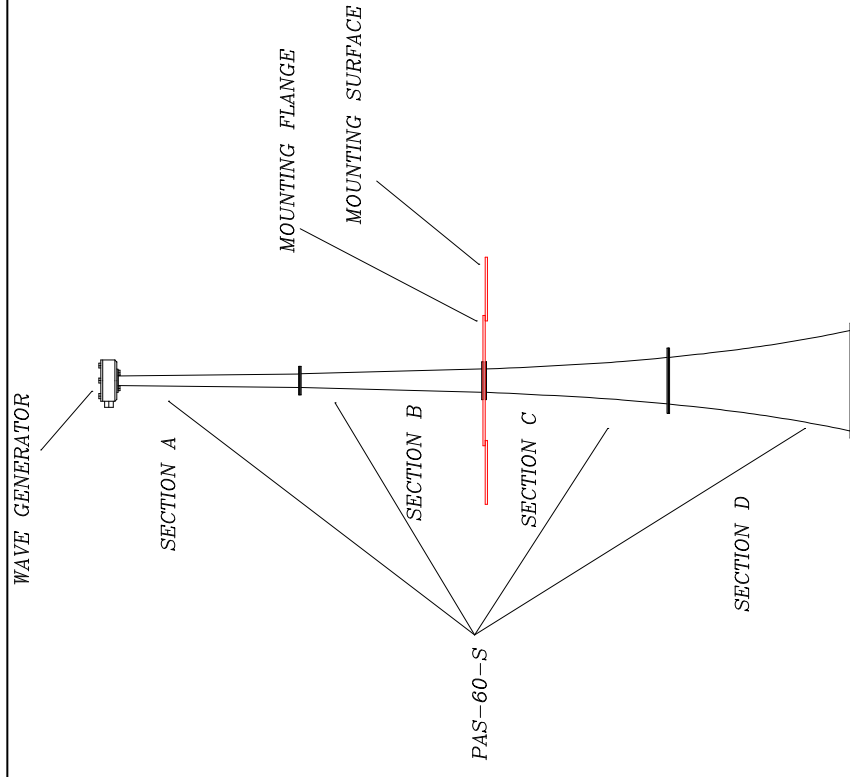 WAVE GENERATOR
SECTION A
MOUNTING FLANGE
MOUNTING SURFACE
SECTION B
PAS-60-S
SECTION C
SECTION D